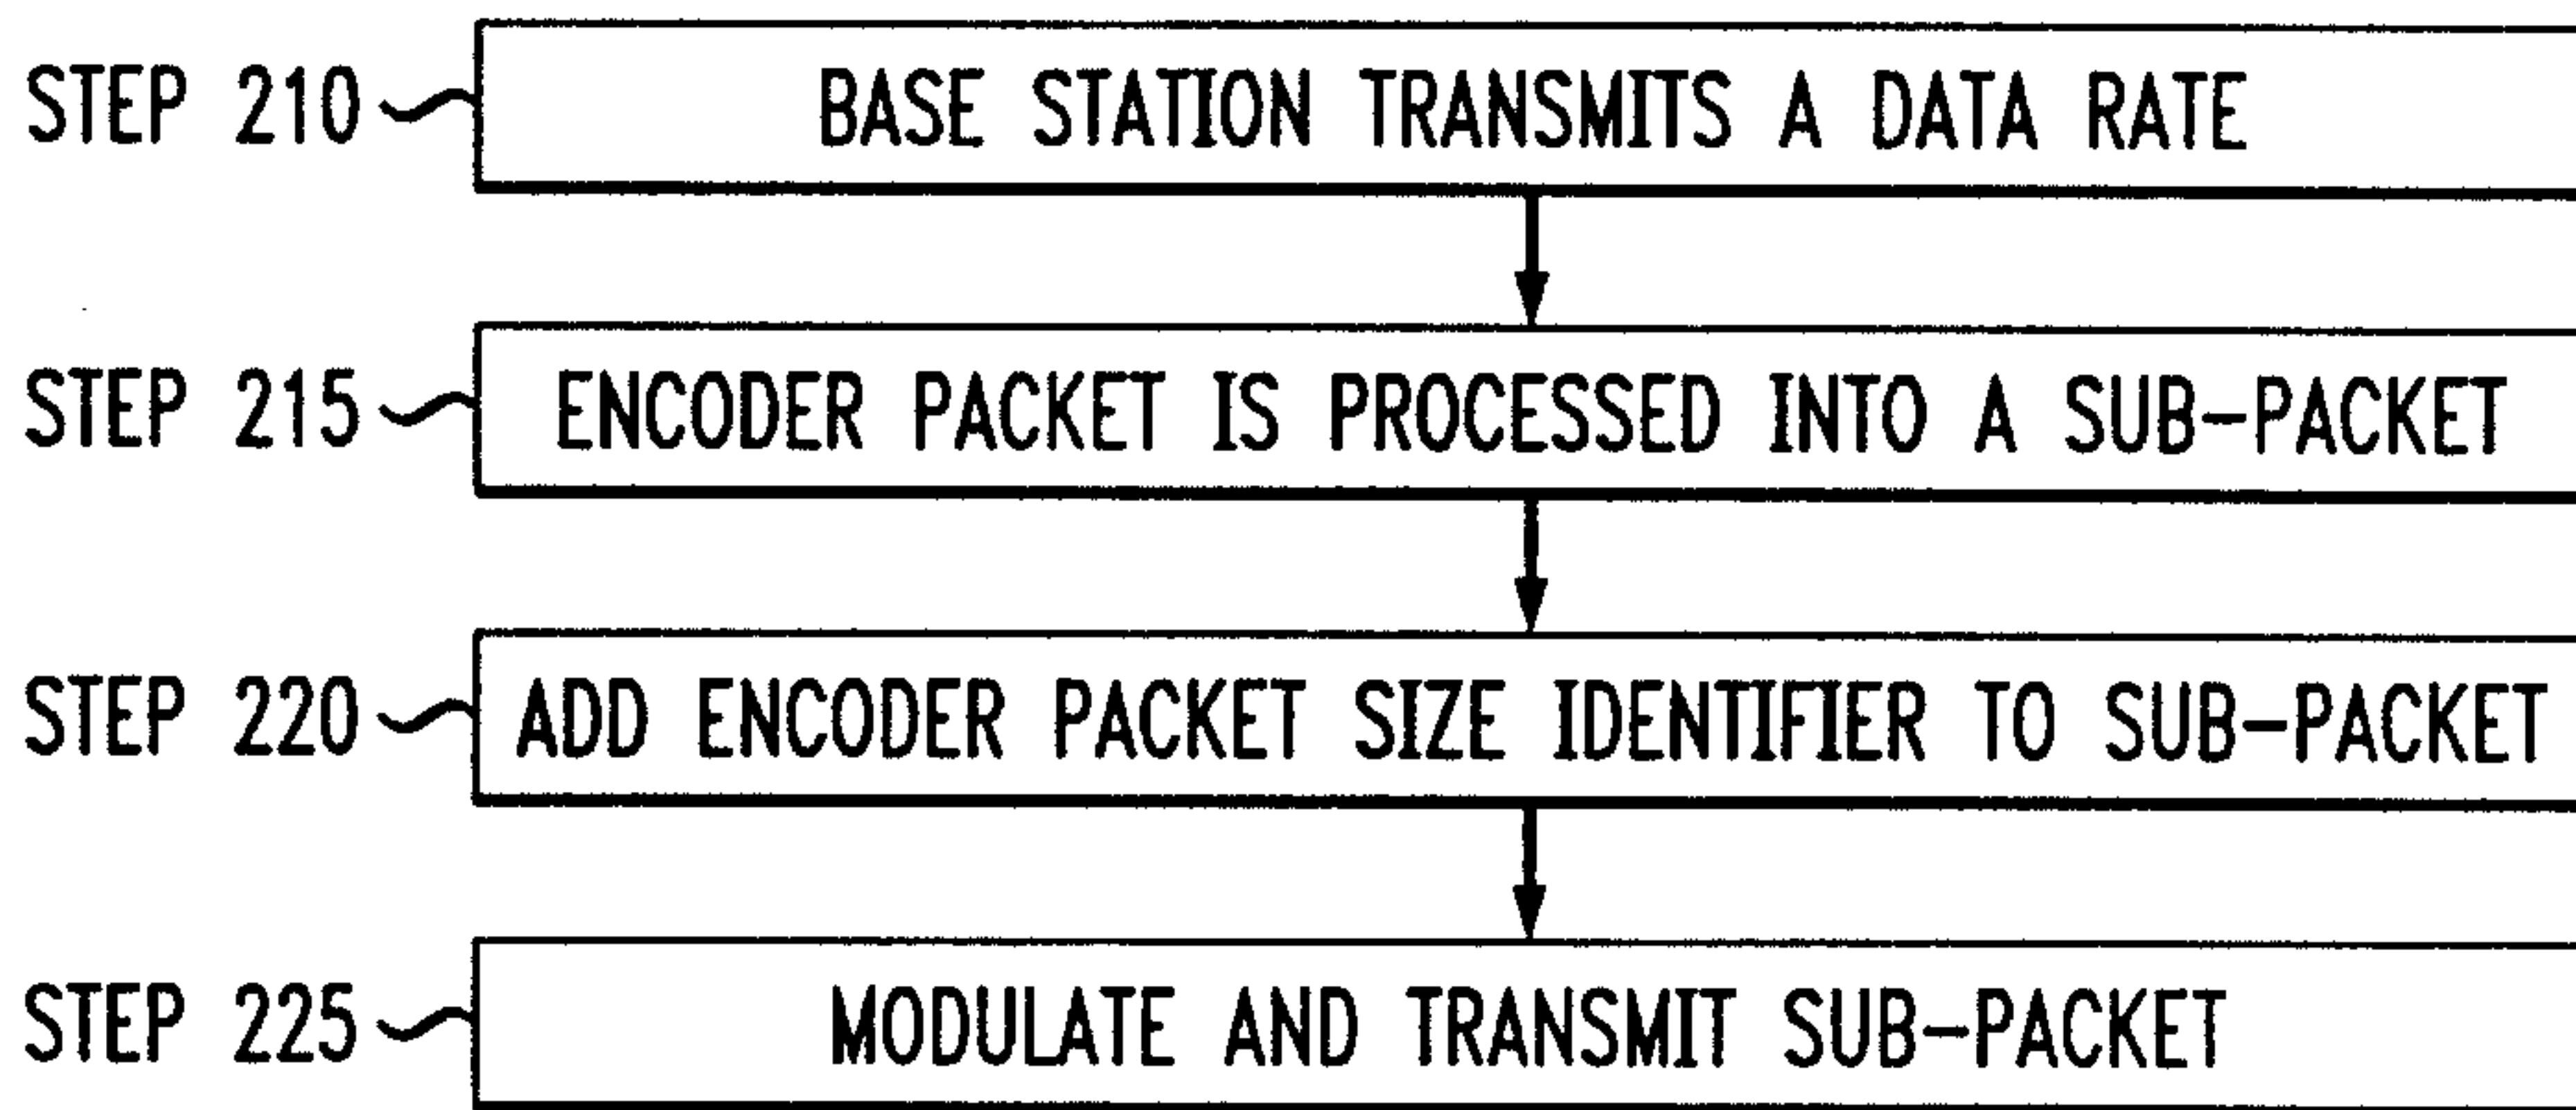 STEP 210 BASE STATION TRANSMITS A DATA RATE
STEP 215 ENCODER PACKET IS PROCESSED INTO A SUB-PACKET
STEP 220 ADD ENCODER PACKET SIZE IDENTIFIER TO SUB-PACKET
STEP 225 MODULATE AND TRANSMIT SUB-PACKET